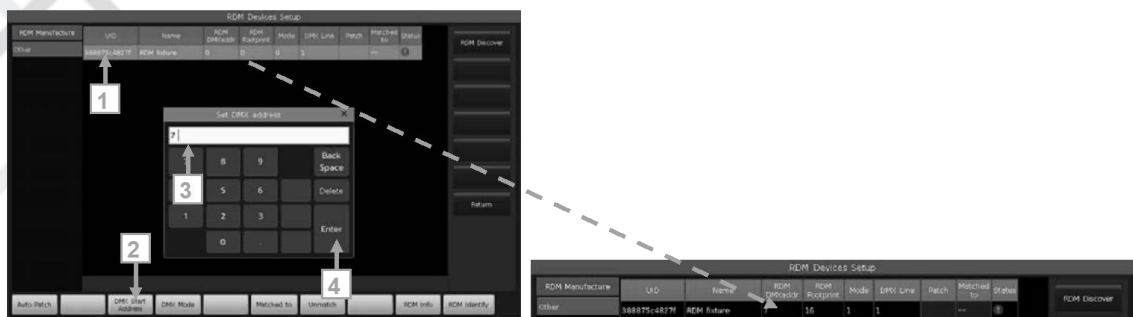 RDM Devices Setup
RDM Manufacture
UID
Name
RDM DMXaddr
RDM Footprint
Mode
DMX Line
Patch
Matched to
Status
RDM Discover
Other
388875c4827f
RDM fixture
0
0
0
1
--
1
Set DMX address
X
7
8
9
Back Space
3
5
6
Delete
1
2
3
Enter
0
.
Return
2
4
Auto Patch
DMX Start Address
DMX Mode
Matched to
Unmatch
RDM Info
RDM Identify
RDM Devices Setup
RDM Manufacture
UID
Name
RDM DMXaddr
RDM Footprint
Mode
DMX Line
Patch
Matched to
Status
RDM Discover
Other
388875c4827f
RDM fixture
7
16
1
1
--